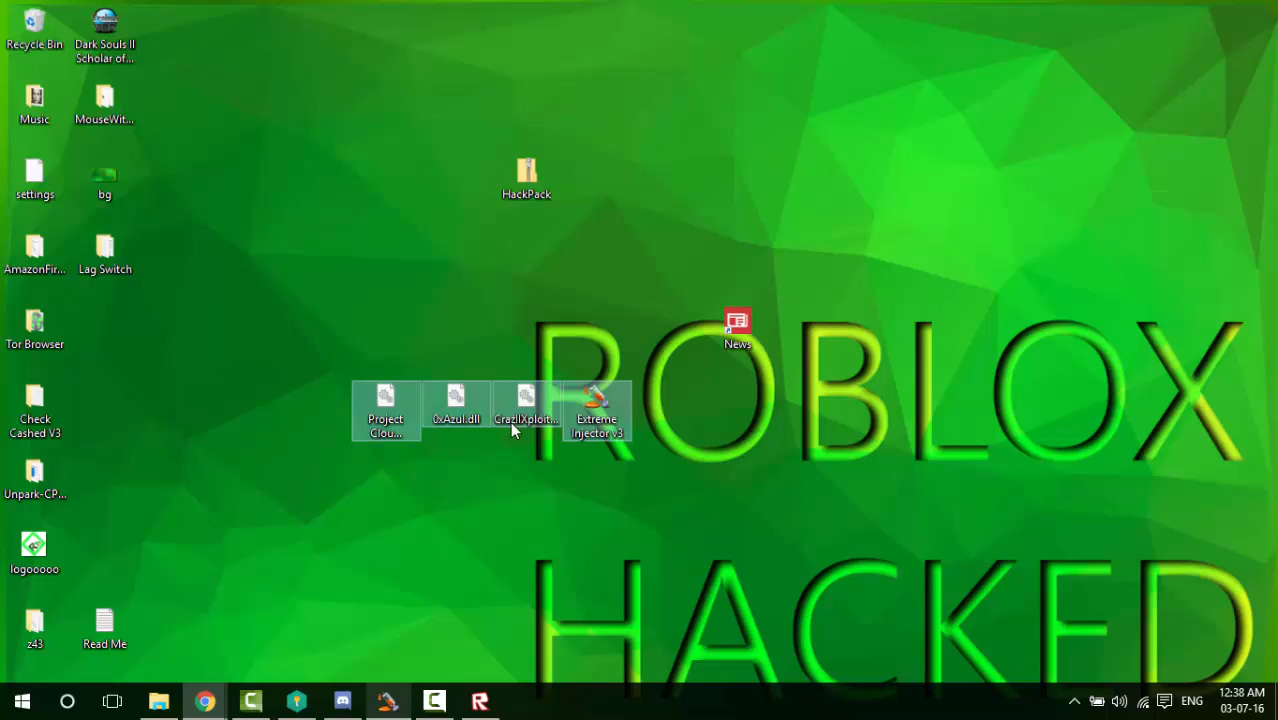 Recycle Bin
Dark Souls II
Scholar of...
Music
MouseWit...
HackPack
settings
bg
AmazonFir...
Lag Switch
Tor Browser
News
ROBLOX
Project
Clou...
0xAzul.dll
CrazllXploit...
Extreme
Injector v3
Check
Cashed V3
Unpark-CP...
logooooo
HACKED
z43
Read Me
ENG
12:38 AM
03-07-16